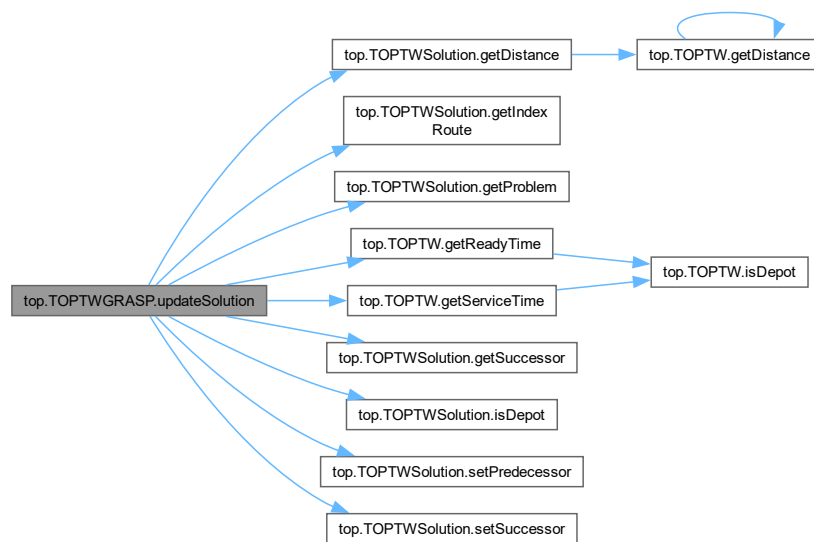 top.TOPTWSolution.getDistance
top.TOPTW.getDistance
top.TOPTWSolution.getIndex
Route
top.TOPTWSolution.getProblem
top.TOPTW.getReadyTime
top.TOPTW.isDepot
top.TOPTWGRASP.updateSolution
top.TOPTW.getServiceTime
top.TOPTWSolution.getSuccessor
top.TOPTWSolution.isDepot
top.TOPTWSolution.setPredecessor
top.TOPTWSolution.setSuccessor